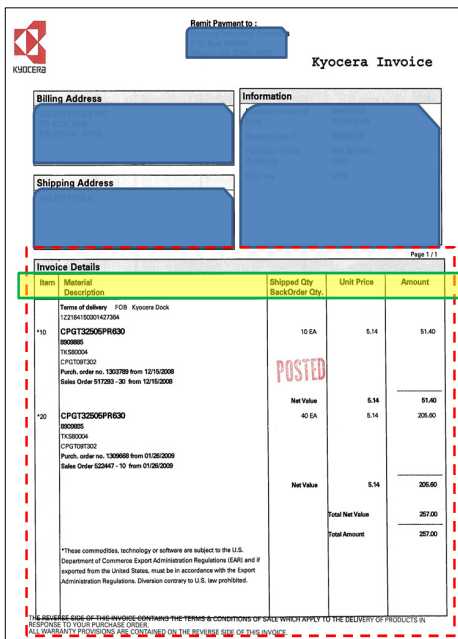 Remit Payment to :
KYOCERA
Kyocera Invoice
Billing Address
Information
Shipping Address
Page 1 / 1
Invoice Details
Item Material Shipped Qty Unit Price Amount
Description BackOrder Qty.
Terms of delivery FOB Kyocera Dock
1Z2184150301427364
*10 CPGT32505PR630 10 EA 5.14 51.40
8909885
TKS80004
CPGT09T302
Purch. order no. 1303789 from 12/15/2008
Sales Order 517293 - 30 from 12/15/2008
POSTED
Net Value 5.14 51.40
*20 CPGT32505PR630 40 EA 5.14 205.60
8909885
TKS80004
CPGT09T302
Purch. order no. 1309668 from 01/26/2009
Sales Order 522447 - 10 from 01/26/2009
Net Value 5.14 205.60
Total Net Value 257.00
Total Amount 257.00
*These commodities, technology or software are subject to the U.S.
Department of Commerce Export Administration Regulations (EAR) and if
exported from the United States, must be in accordance with the Export
Administration Regulations. Diversion contrary to U.S. law prohibited.
THE REVERSE SIDE OF THIS INVOICE CONTAINS THE TERMS & CONDITIONS OF SALE WHICH APPLY TO THE DELIVERY OF PRODUCTS IN
RESPONSE TO YOUR PURCHASE ORDER.
ALL WARRANTY PROVISIONS ARE CONTAINED ON THE REVERSE SIDE OF THIS INVOICE.